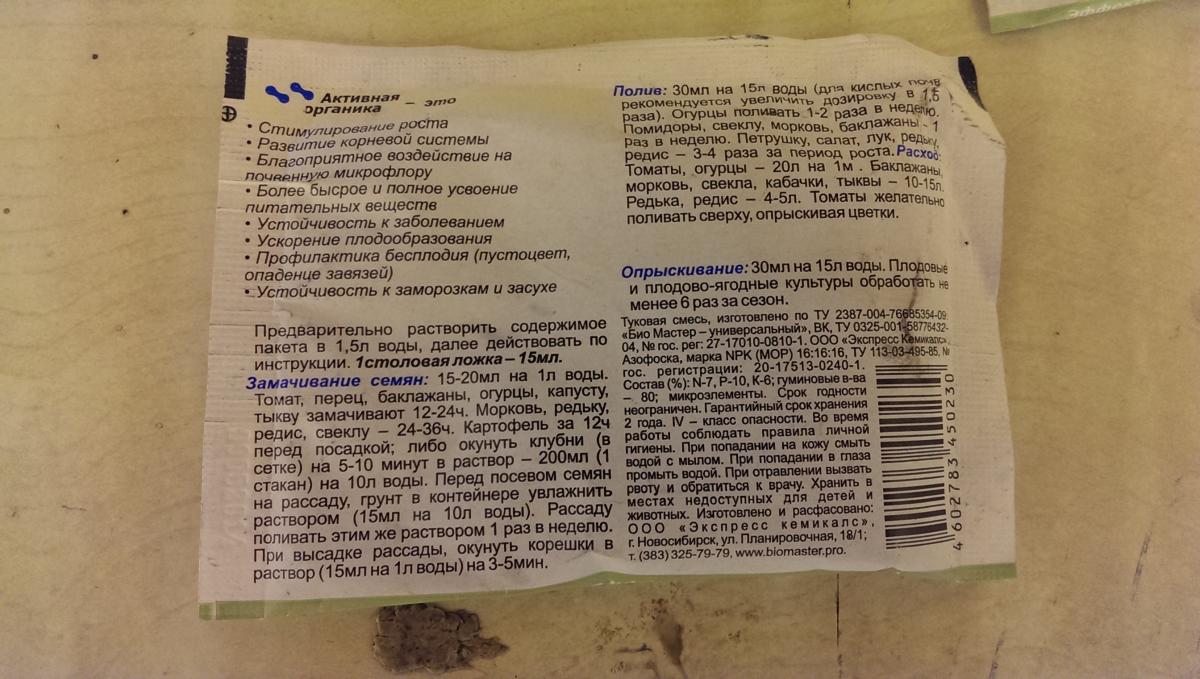 Активная
органика – это
• Стимулирование роста
• Развитие корневой системы
• Благоприятное воздействие на
почвенную микрофлору
• Более бысрое и полное усвоение
питательных веществ
• Устойчивость к заболеванием
• Ускорение плодообразования
• Профилактика бесплодия (пустоцвет,
опадение завязей)
• Устойчивость к заморозкам и засухе
Предварительно растворить содержимое
пакета в 1,5л воды, далее действовать по
инструкции. 1столовая ложка – 15мл.
Замачивание семян: 15-20мл на 1л воды.
Томат, перец, баклажаны, огурцы, капусту,
тыкву замачивают 12-24ч. Морковь, редьку,
редис, свеклу – 24-36ч. Картофель за 12ч
перед посадкой; либо окунуть клубни (в
сетке) на 5-10 минут в раствор – 200мл (1
стакан) на 10л воды. Перед посевом семян
на рассаду, грунт в контейнере увлажнить
раствором (15мл на 10л воды). Рассаду
поливать этим же раствором 1 раз в неделю.
При высадке рассады, окунуть корешки в
раствор (15мл на 1л воды) на 3-5мин.
Полив: 30мл на 15л воды (для кислых почв
рекомендуется увеличить дозировку в 1,5
раза). Огурцы поливать 1-2 раза в неделю.
Помидоры, свеклу, морковь, баклажаны - 1
раз в неделю. Петрушку, салат, лук, редьку,
редис – 3-4 раза за период роста. Расход:
Томаты, огурцы – 20л на 1м . Баклажаны,
морковь, свекла, кабачки, тыквы – 10-15л.
Редька, редис – 4-5л. Томаты желательно
поливать сверху, опрыскивая цветки.
Опрыскивание: 30мл на 15л воды. Плодовые
и плодово-ягодные культуры обработать не
менее 6 раз за сезон.
Туковая смесь, изготовлено по ТУ 2387-004-76685354-09:
«Био Мастер – универсальный», ВК, ТУ 0325-001-58776432-
04, № гос. рег: 27-17010-0810-1. ООО «Экспресс Кемикалс»,
Азофоска, марка NPK (МОР) 16:16:16, ТУ 113-03-495-85, №
гос. регистрации: 20-17513-0240-1.
Состав (%): N-7, P-10, K-6; гуминовые в-ва
– 80; микроэлементы. Срок годности
неограничен. Гарантийный срок хранения
2 года. IV – класс опасности. Во время
работы соблюдать правила личной
гигиены. При попадании на кожу смыть
водой с мылом. При попадании в глаза
промыть водой. При отравлении вызвать
рвоту и обратиться к врачу. Хранить в
местах недоступных для детей и
животных. Изготовлено и расфасовано:
ООО «Экспресс кемикалс»,
г. Новосибирск, ул. Планировочная, 18/1;
т. (383) 325-79-79, www.biomaster.pro.
4 602783 450230